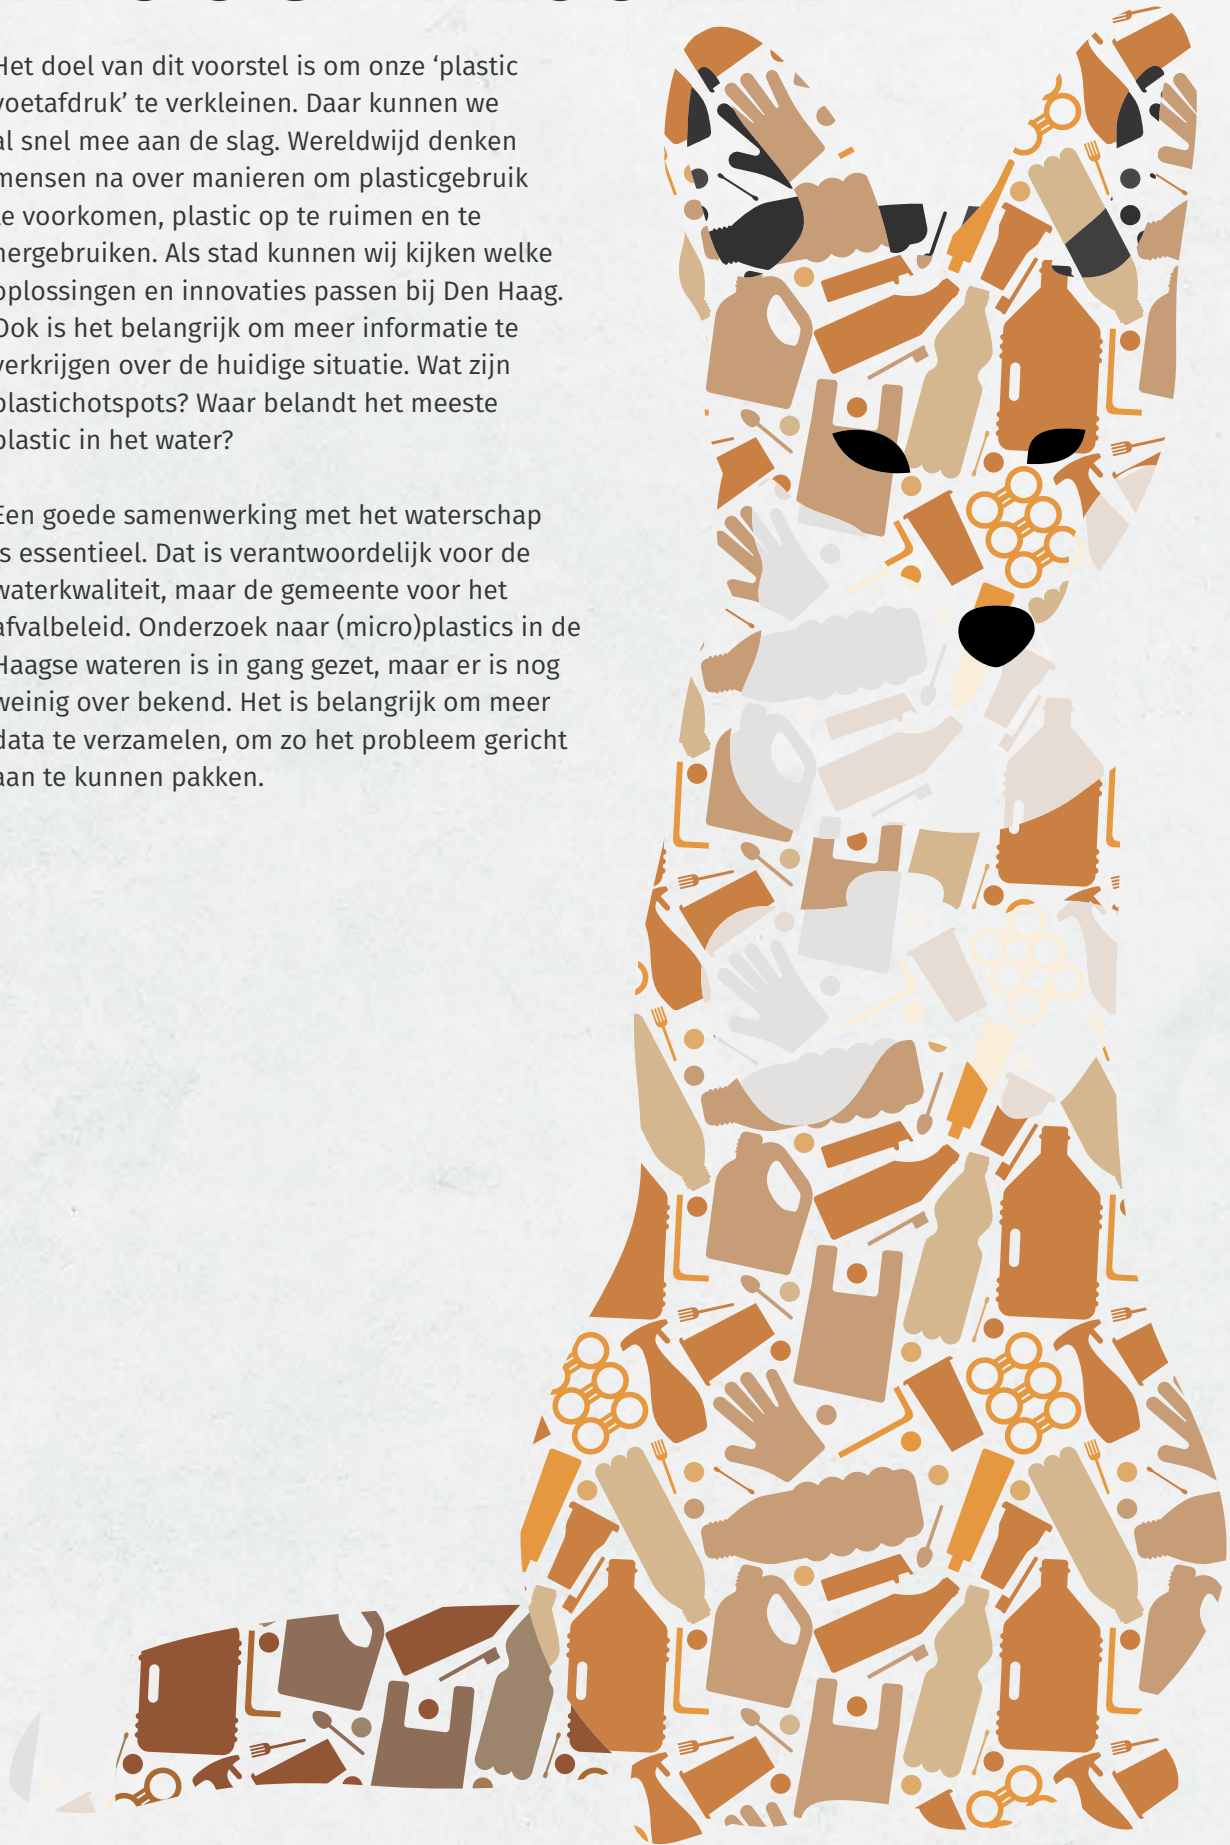 Het doel van dit voorstel is om onze ‘plastic
voetafdruk’ te verkleinen. Daar kunnen we
al snel mee aan de slag. Wereldwijd denken
mensen na over manieren om plasticgebruik
te voorkomen, plastic op te ruimen en te
hergebruiken. Als stad kunnen wij kijken welke
oplossingen en innovaties passen bij Den Haag.
Ook is het belangrijk om meer informatie te
verkrijgen over de huidige situatie. Wat zijn
plastichotspots? Waar belandt het meeste
plastic in het water?
Een goede samenwerking met het waterschap
is essentieel. Dat is verantwoordelijk voor de
waterkwaliteit, maar de gemeente voor het
afvalbeleid. Onderzoek naar (micro)plastics in de
Haagse wateren is in gang gezet, maar er is nog
weinig over bekend. Het is belangrijk om meer
data te verzamelen, om zo het probleem gericht
aan te kunnen pakken.